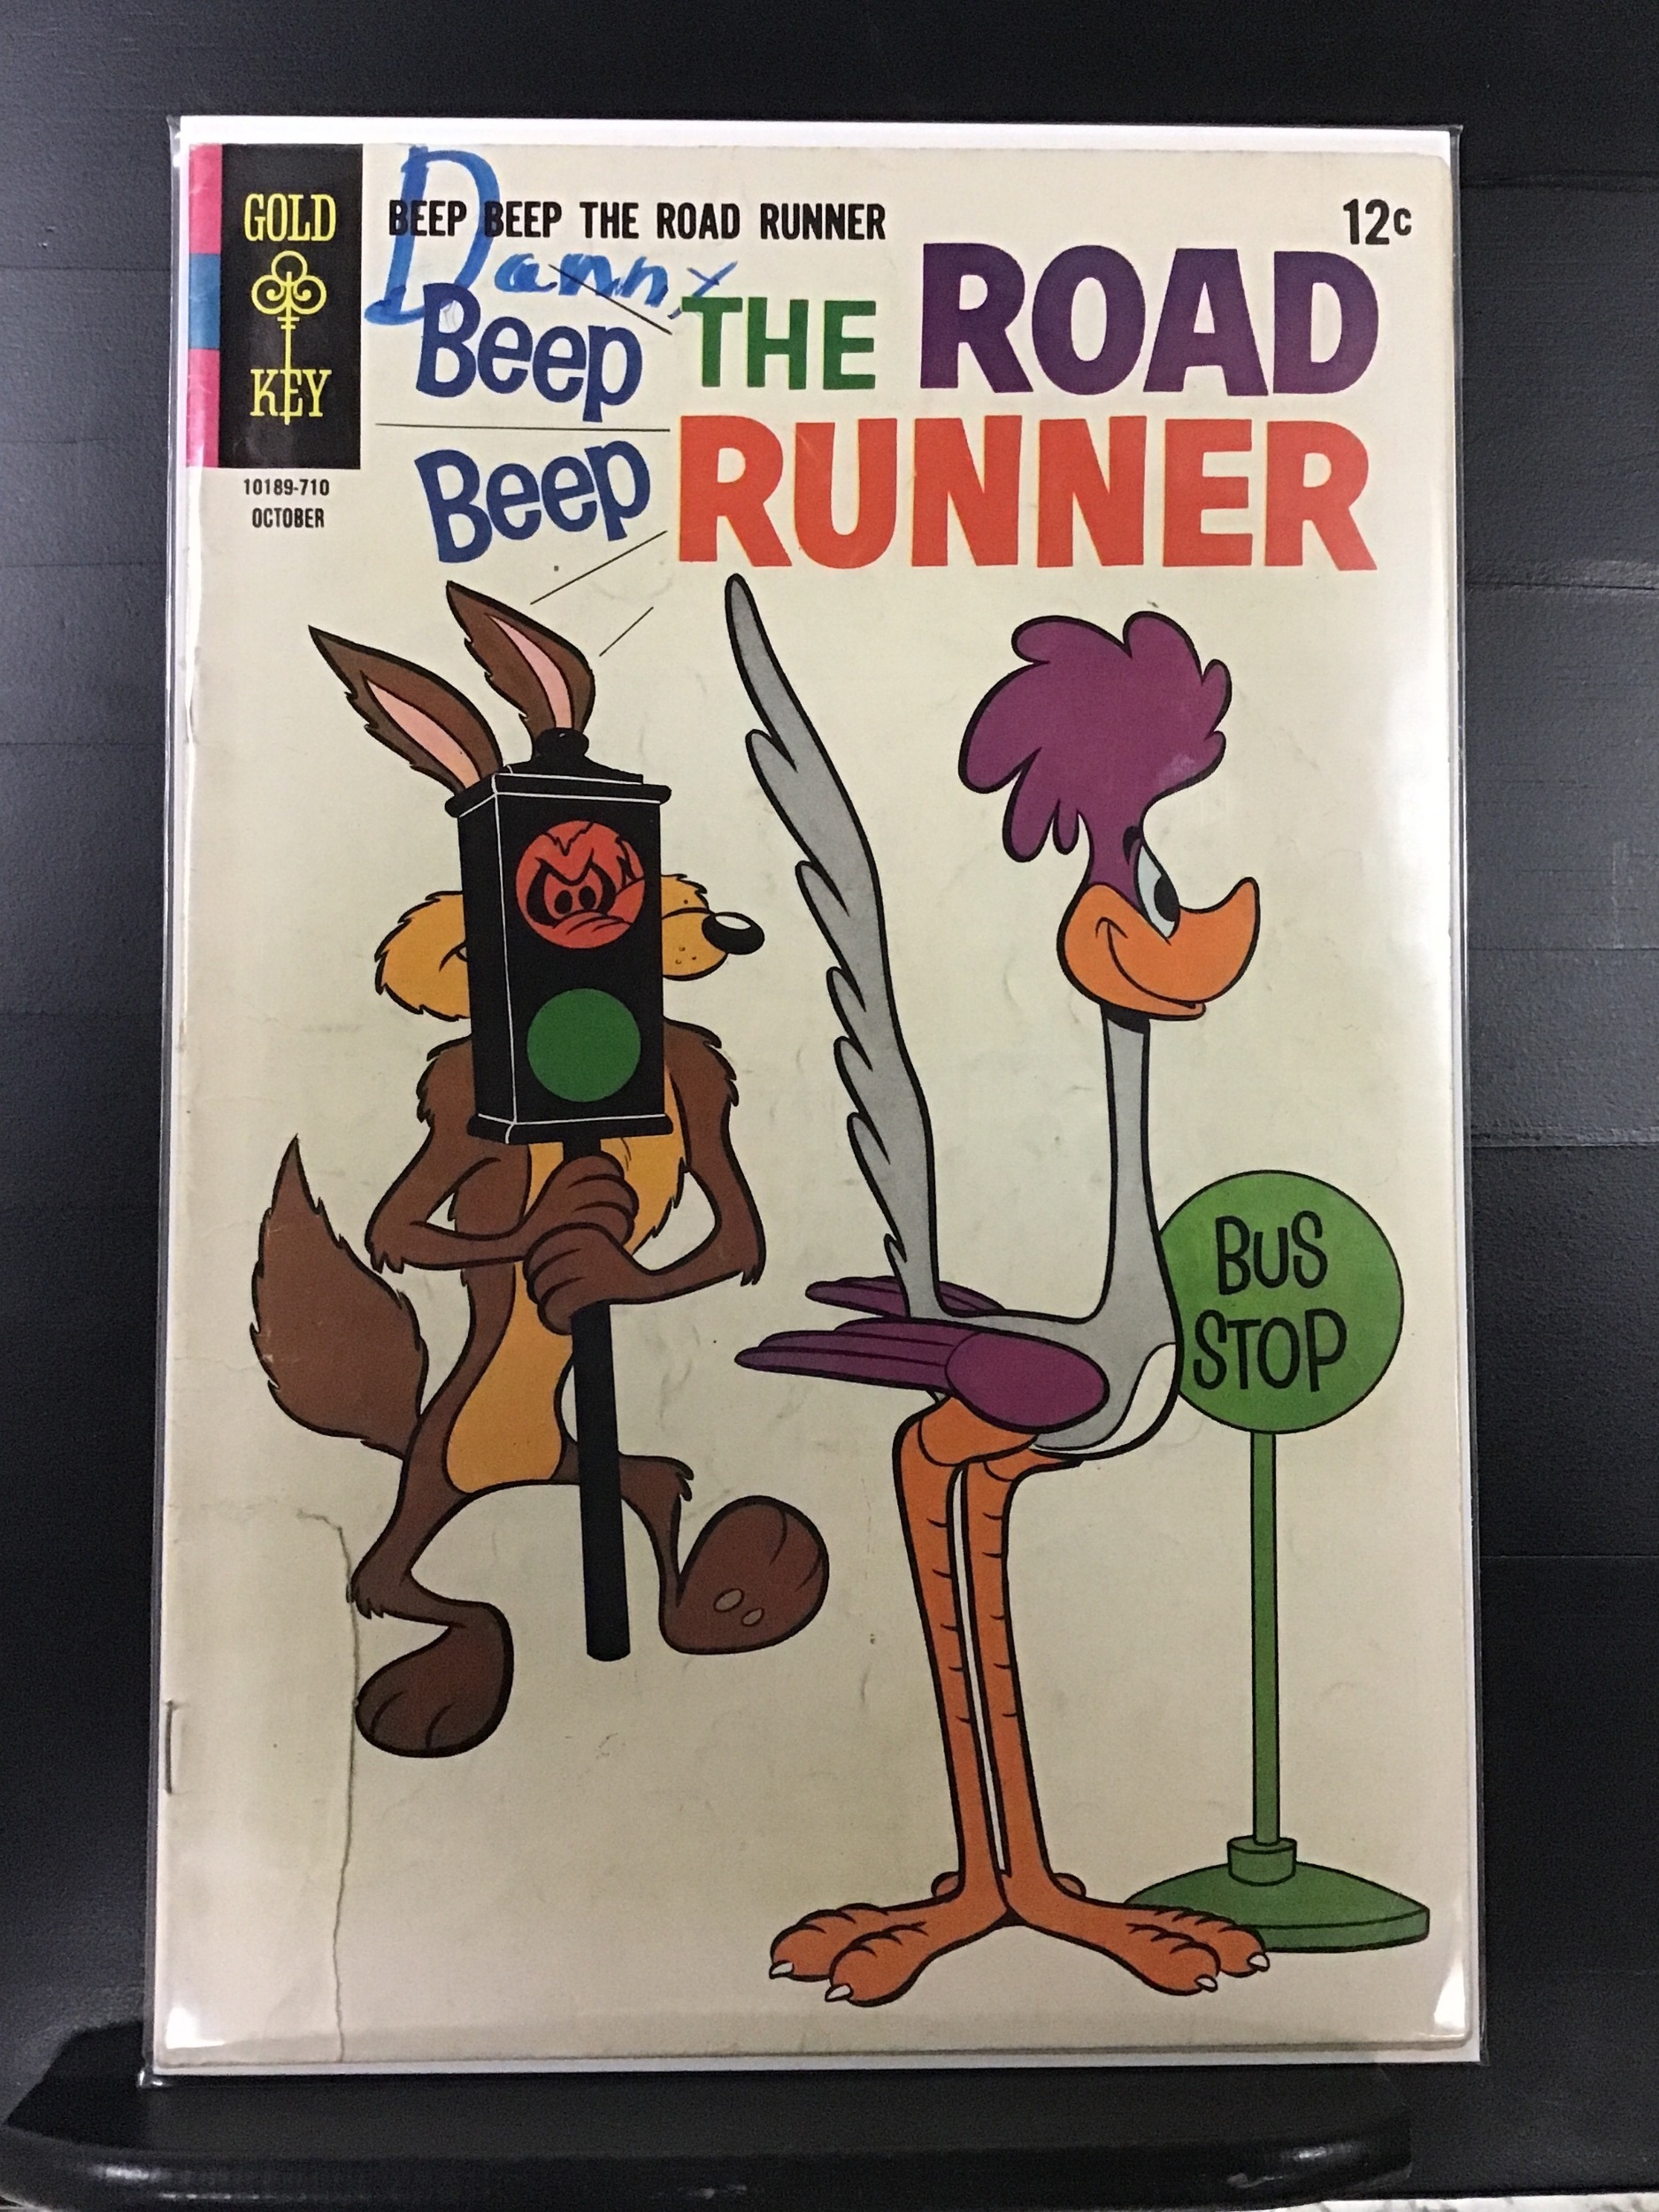 GOLD
KEY
10189-710
OCTOBER
BEEP BEEP THE ROAD RUNNER
12c
Danny
Beep
Beep
THE ROAD
RUNNER
BUS
STOP